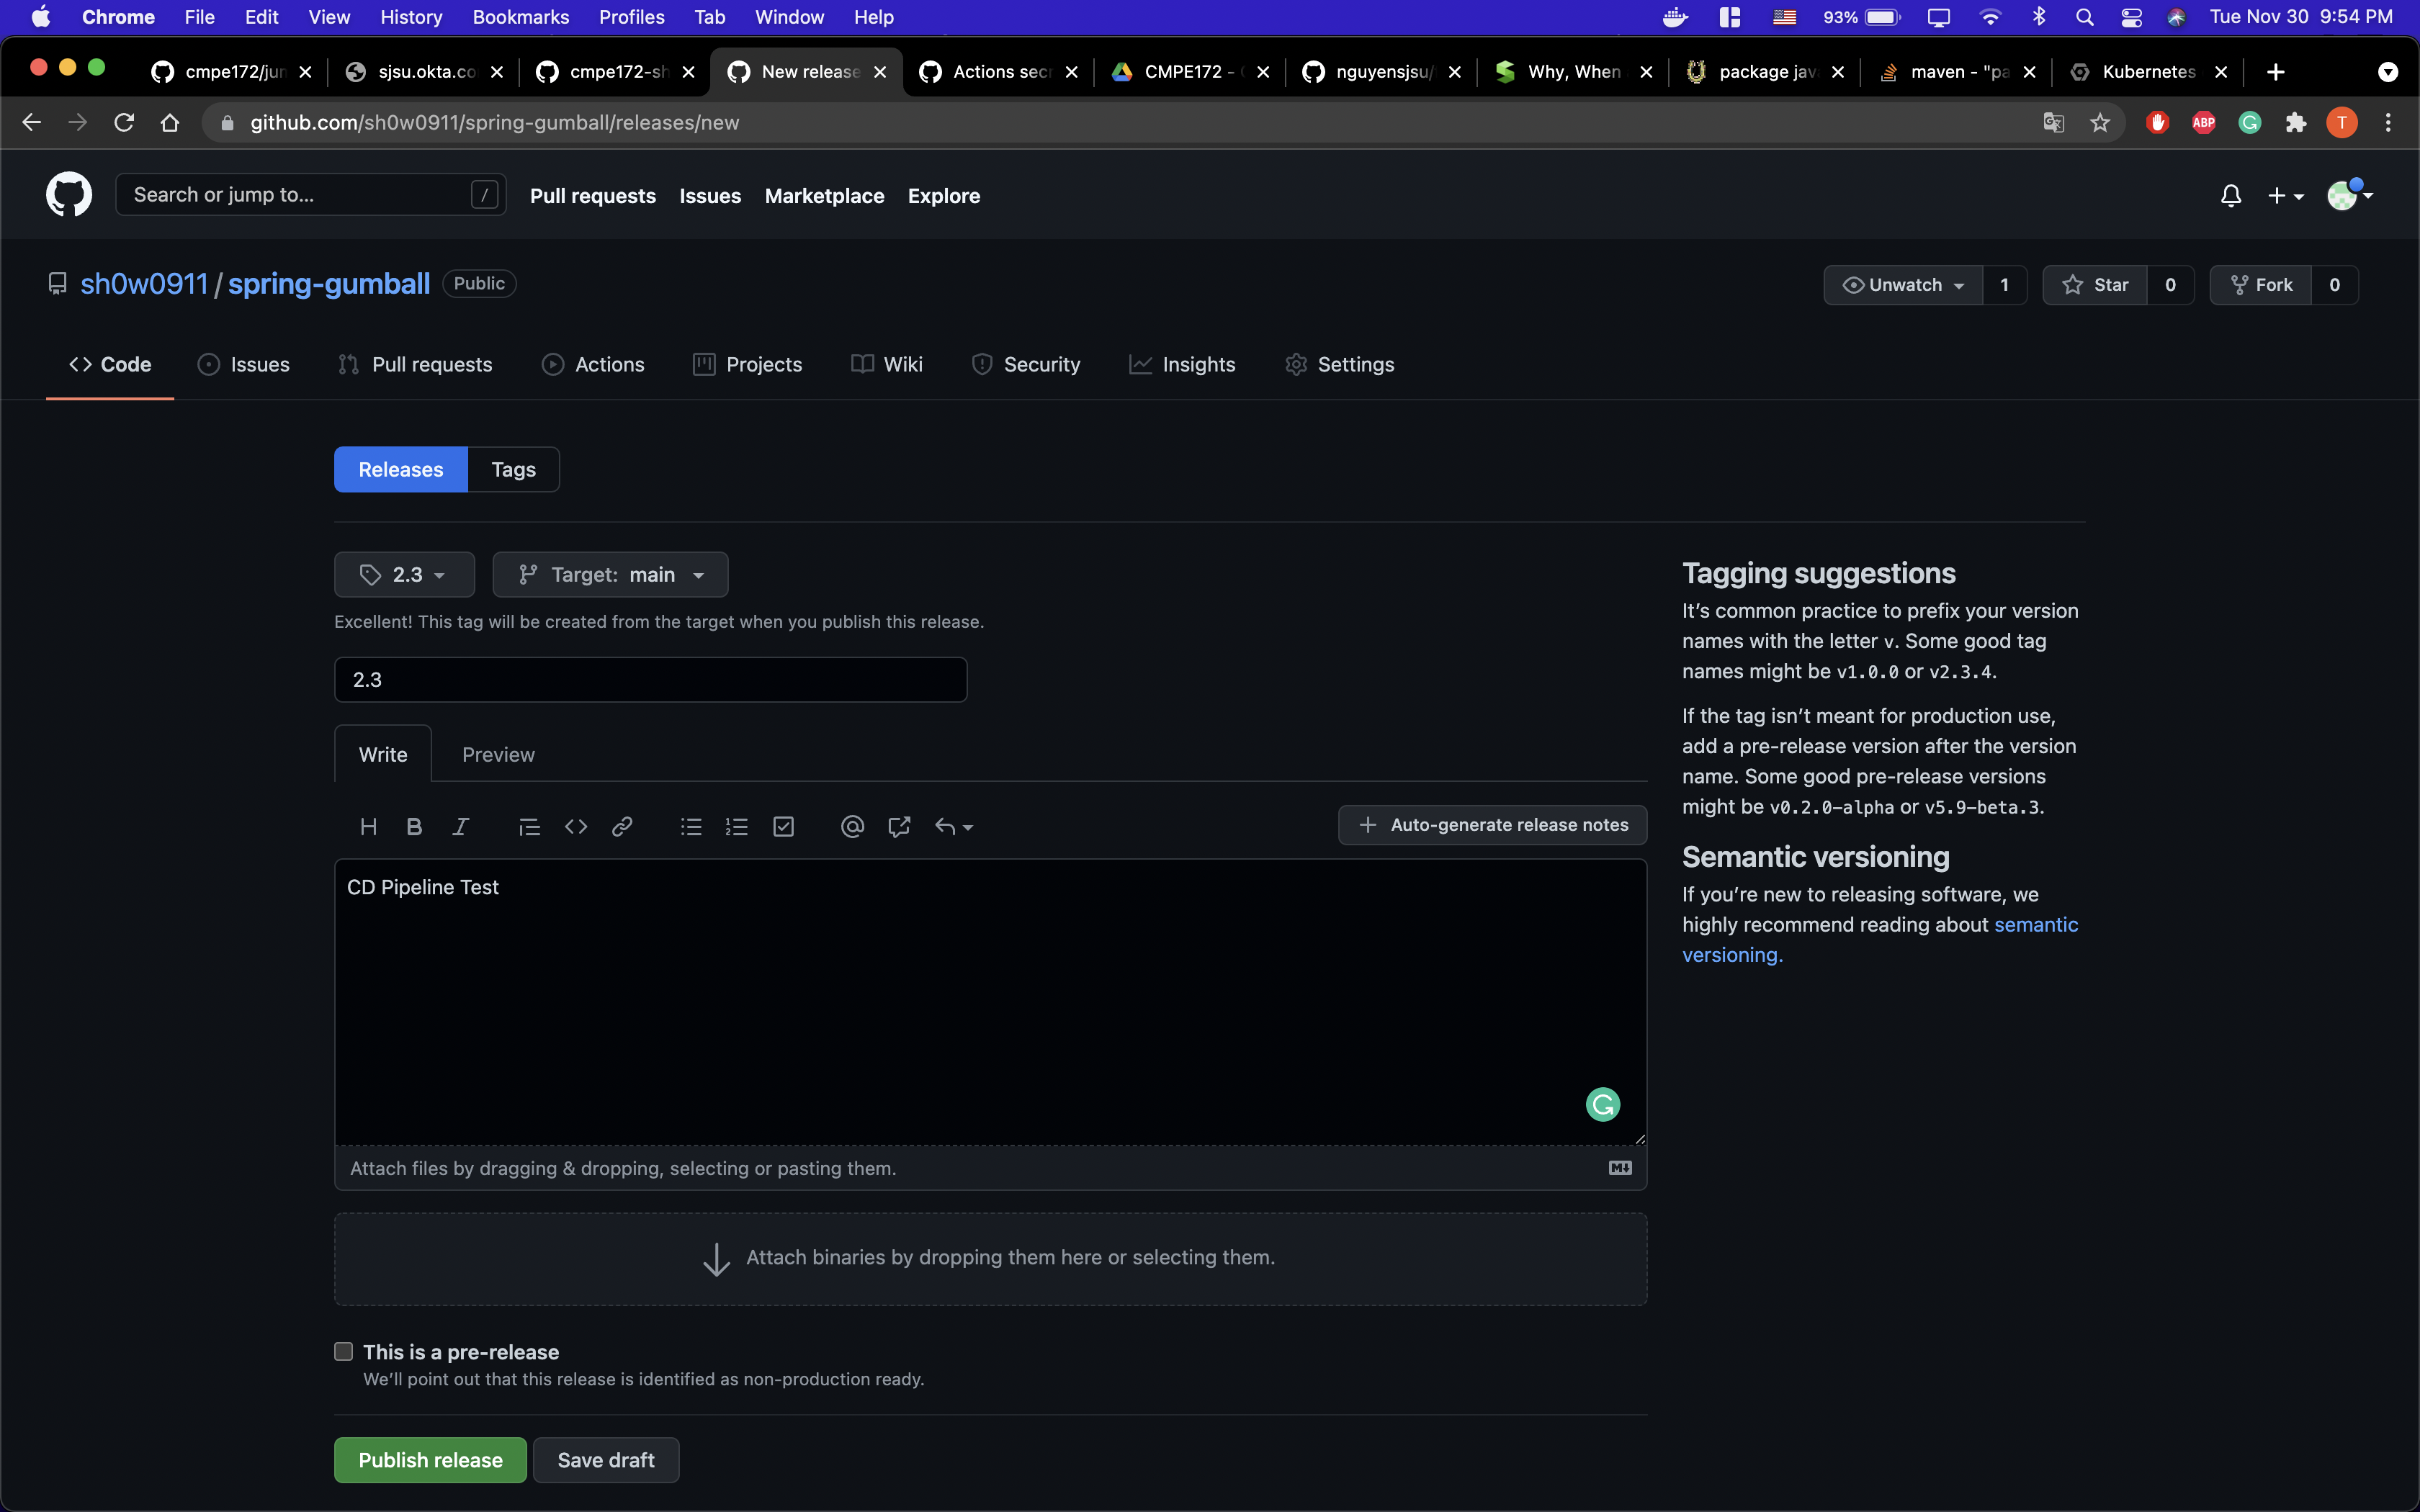 Chrome File Edit View History Bookmarks Profiles Tab Window Help 93% Tue Nov 30 9:54 PM
cmpe172/jun sjsu.okta.co cmpe172-sh New release Actions secr CMPE172 - nguyensjsu/ Why, When package jav maven - "pa Kubernetes
github.com/sh0w0911/spring-gumball/releases/new ABP G T
Search or jump to... / Pull requests Issues Marketplace Explore
sh0w0911/spring-gumball Public Unwatch 1 Star 0 Fork 0
Code Issues Pull requests Actions Projects Wiki Security Insights Settings
Releases Tags
2.3 Target: main
Excellent! This tag will be created from the target when you publish this release.
2.3
Write Preview
H B I Auto-generate release notes
CD Pipeline Test
Attach files by dragging & dropping, selecting or pasting them.
Attach binaries by dropping them here or selecting them.
This is a pre-release
We'll point out that this release is identified as non-production ready.
Publish release Save draft
Tagging suggestions
It's common practice to prefix your version
names with the letter v. Some good tag
names might be v1.0.0 or v2.3.4.
If the tag isn't meant for production use,
add a pre-release version after the version
name. Some good pre-release versions
might be v0.2.0-alpha or v5.9-beta.3.
Semantic versioning
If you're new to releasing software, we
highly recommend reading about semantic
versioning.